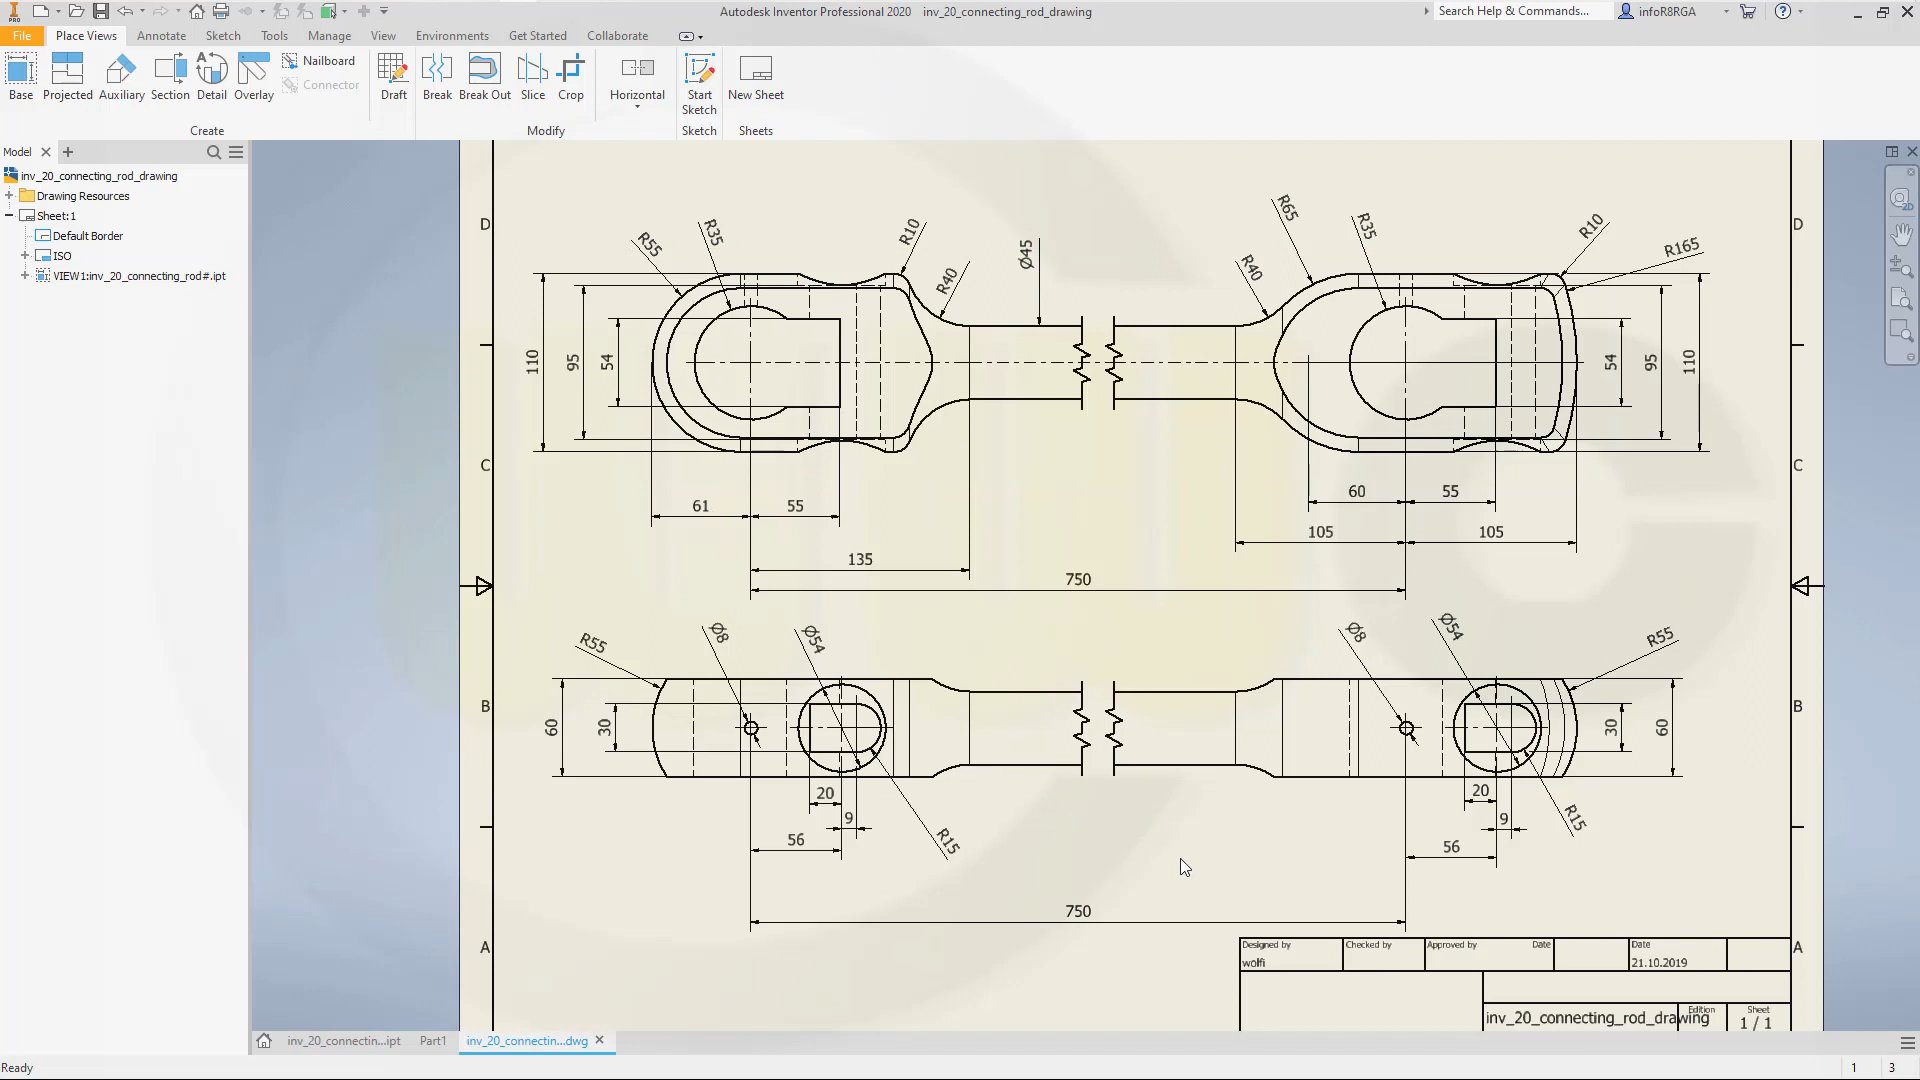 Autodesk Inventor Professional 2020 inv_20_connecting_rod_drawing
Search Help & Commands...
infoR8RGA
PRO
File Place Views Annotate Sketch Tools Manage View Environments Get Started Collaborate
Nailboard
Connector
Base Projected Auxiliary Section Detail Overlay Draft Break Break Out Slice Crop Horizontal Start Sketch New Sheet
Create Modify Sketch Sheets
Model
inv_20_connecting_rod_drawing
Drawing Resources
Sheet:1
Default Border
ISO
VIEW1:inv_20_connecting_rod#.ipt
D D
R55 R35 R10 R40 Ø45 R40 R65 R35 R10 R165
110 95 54 54 95 110
C C
61 55 60 55
105 105
135
750
R55 Ø8 Ø54 Ø8 Ø54 R55
B B
60 30 30 60
20 20
9 9
R15 R15
56 56
750
A A
Designed by Checked by Approved by Date Date
wolfi 21.10.2019
inv_20_connecting_rod_drawing
Edition Sheet
1 / 1
inv_20_connectin...ipt Part1 inv_20_connectin...dwg
Ready 1 3